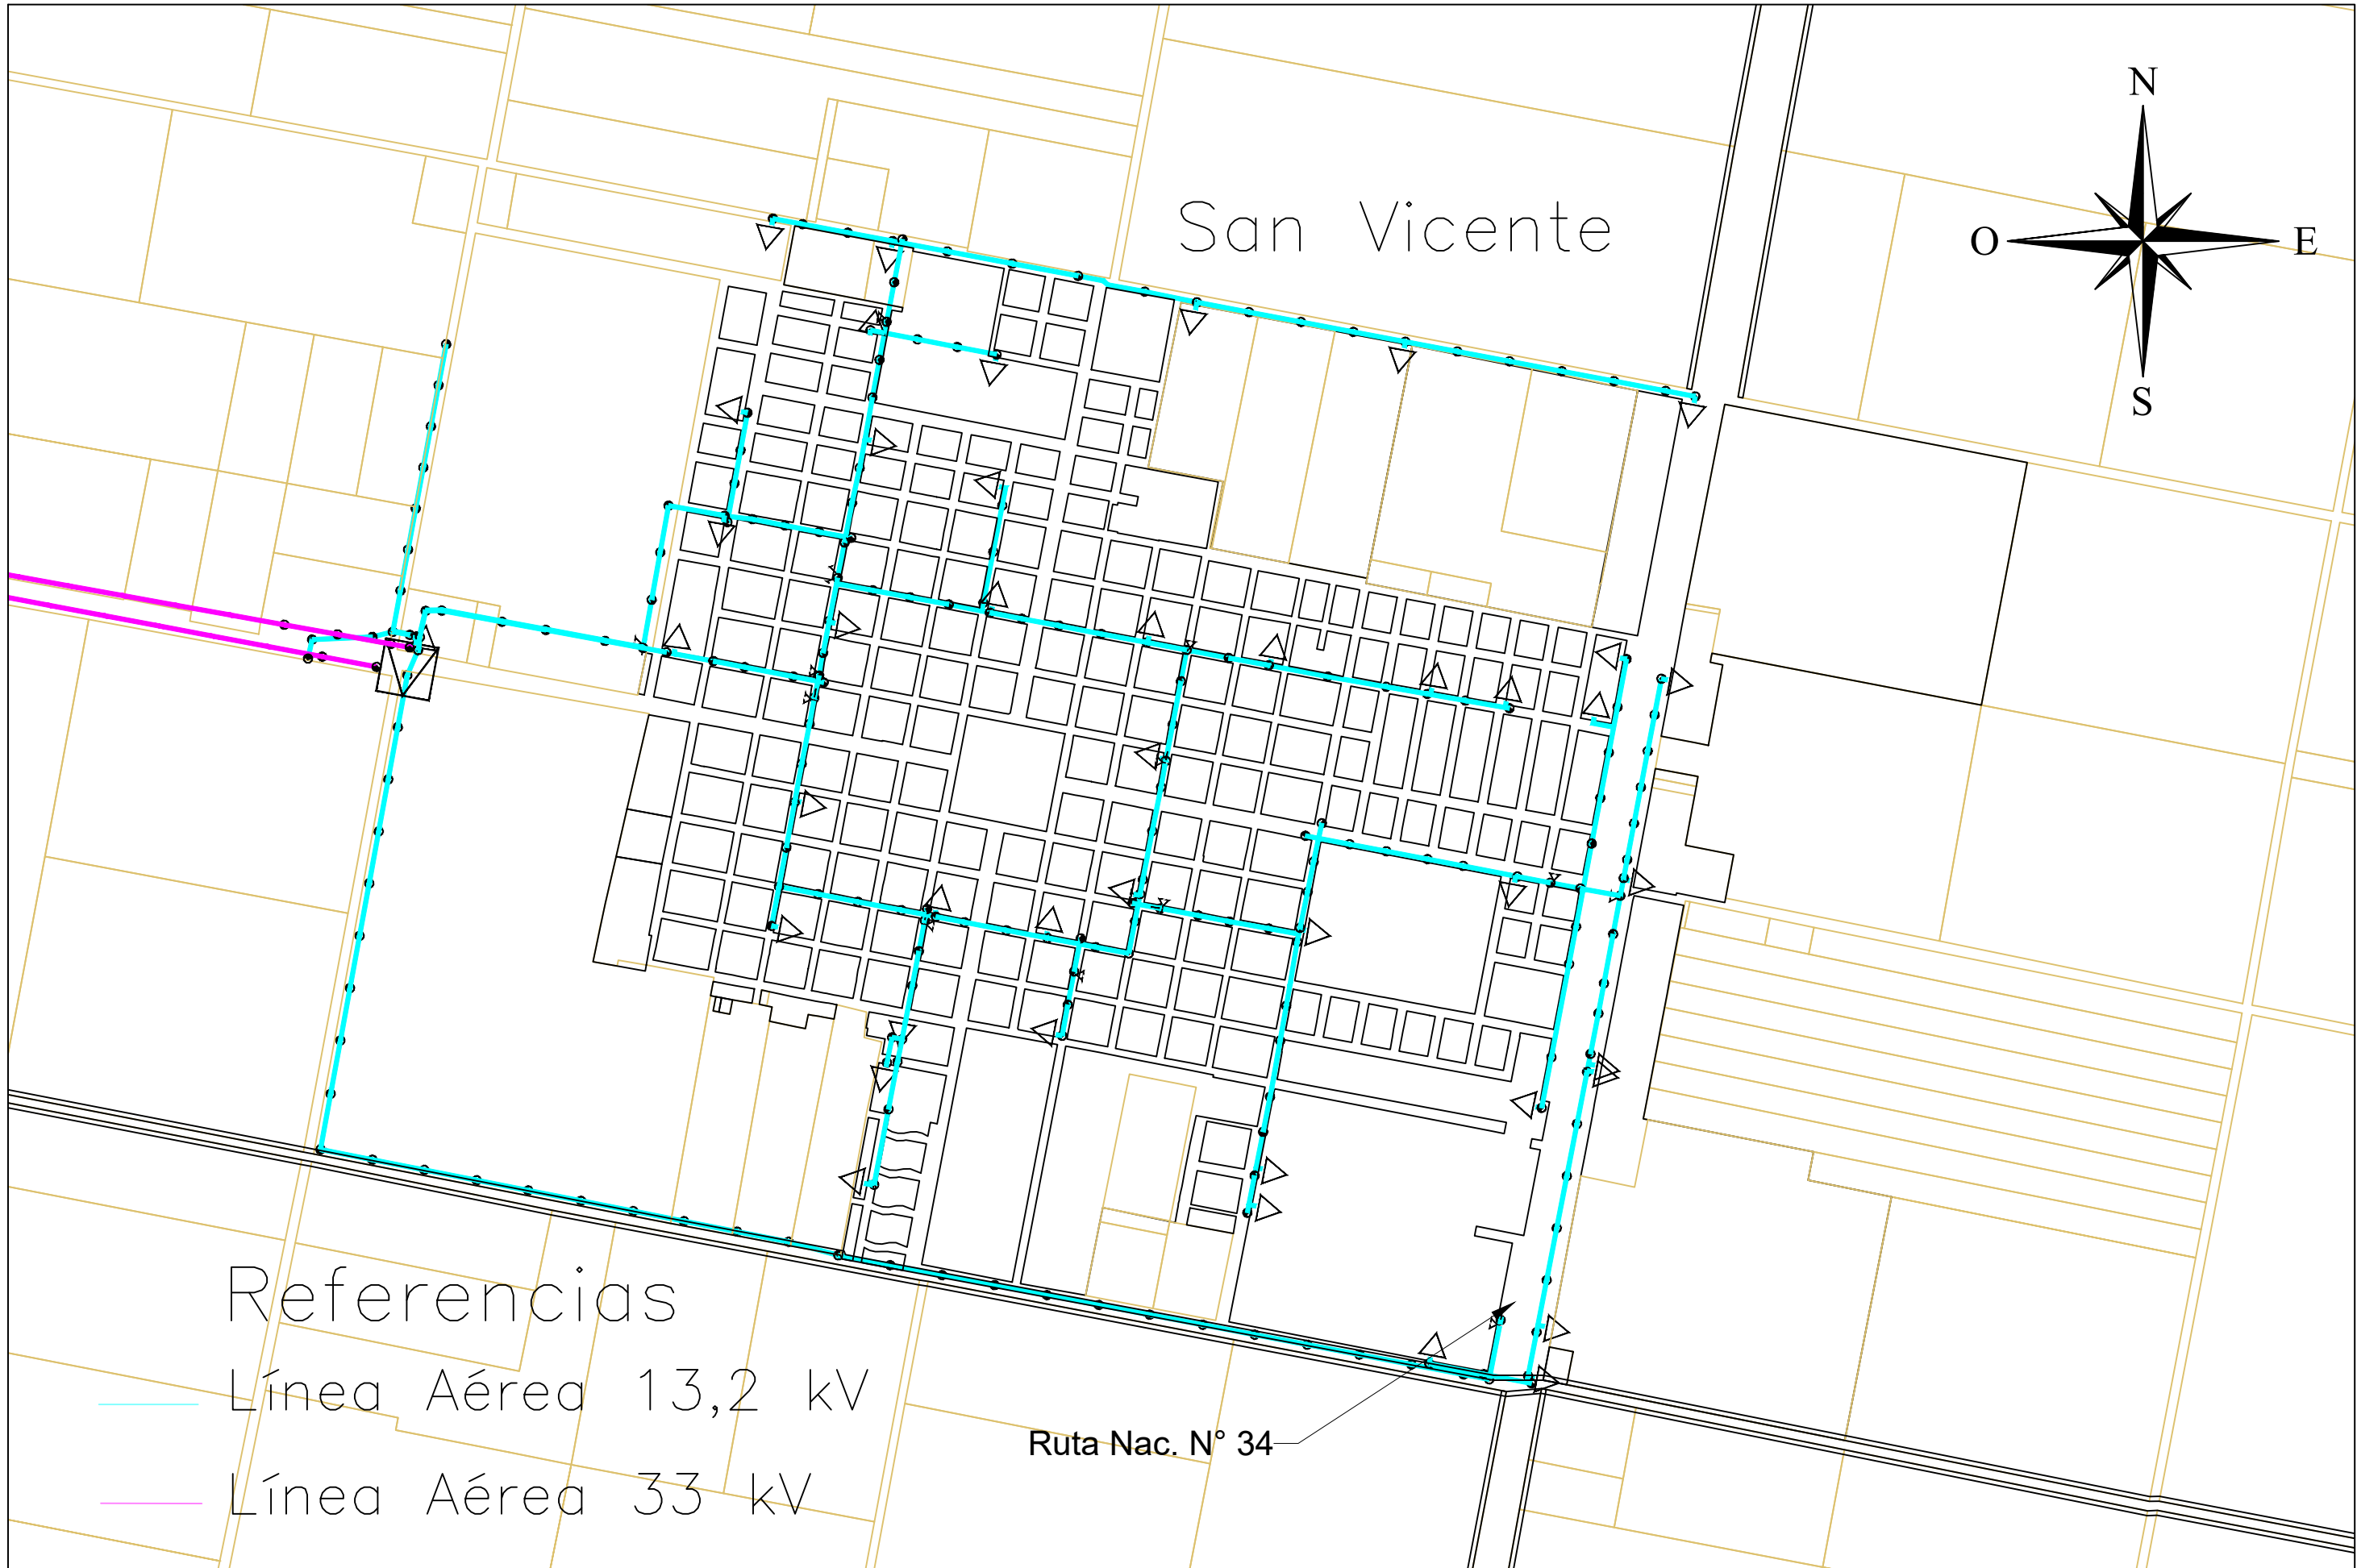 N
San Vicente
O
E
S
Referencias
Línea Aérea 13,2 kV
Ruta Nac. N° 34
Línea Aérea 33 kV